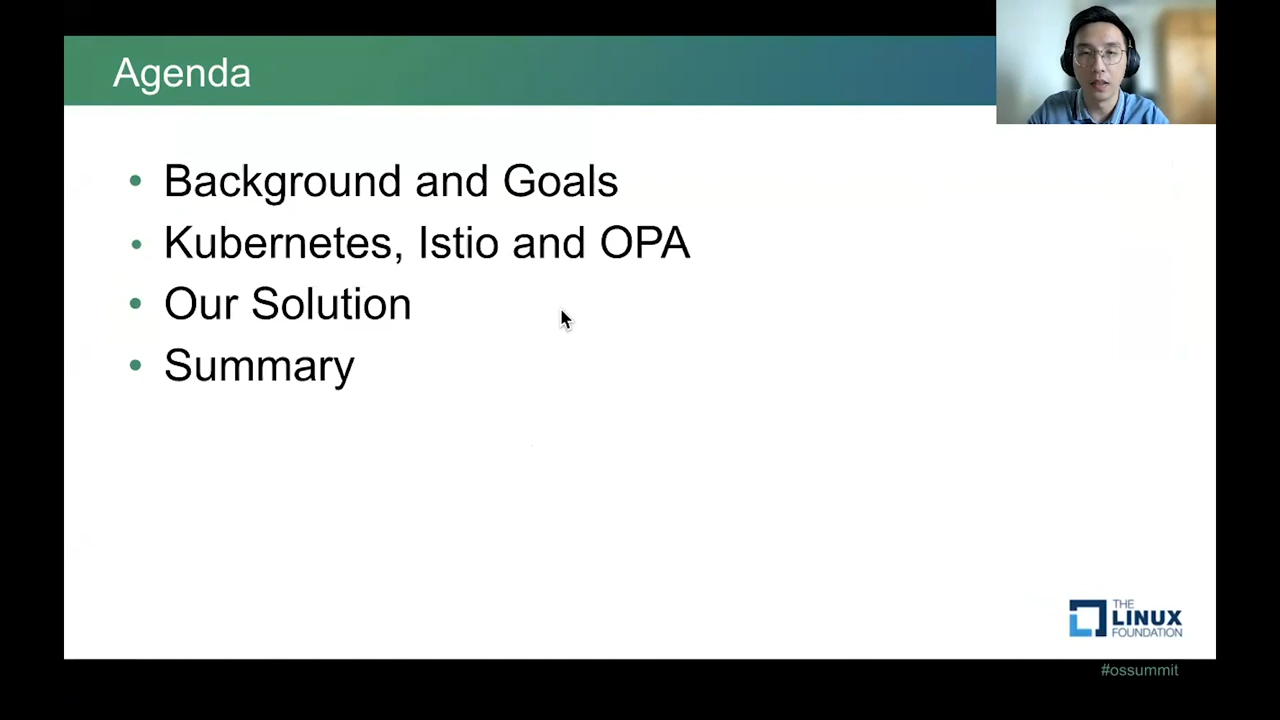 Agenda
• Background and Goals
• Kubernetes, Istio and OPA
• Our Solution
• Summary
THE
LINUX
FOUNDATION
#ossummit